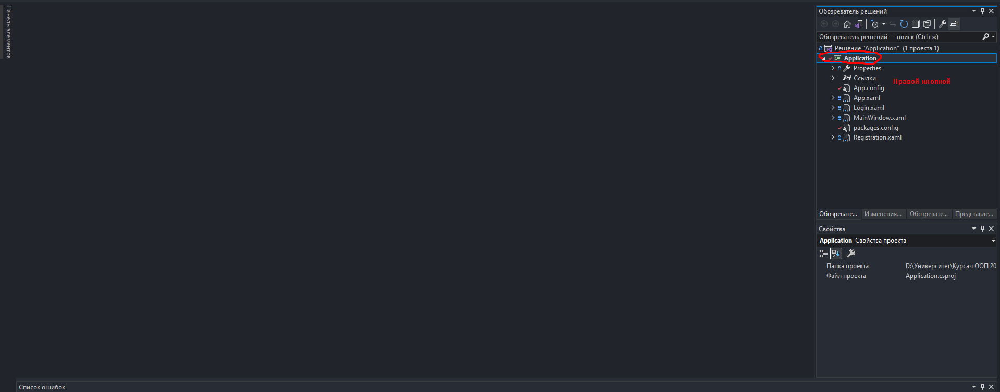 Панель элементов
Обозреватель решений
Обозреватель решений — поиск (Ctrl+ж)
Решение "Application" (1 проекта 1)
C# Application
Properties
Ссылки
Правой кнопкой
App.config
App.xaml
Login.xaml
MainWindow.xaml
packages.config
Registration.xaml
Обозревате... Изменения... Обозревате... Представле...
Свойства
Application Свойства проекта
Папка проекта D:\Университет\Курсач ООП 20
Файл проекта Application.csproj
Список ошибок